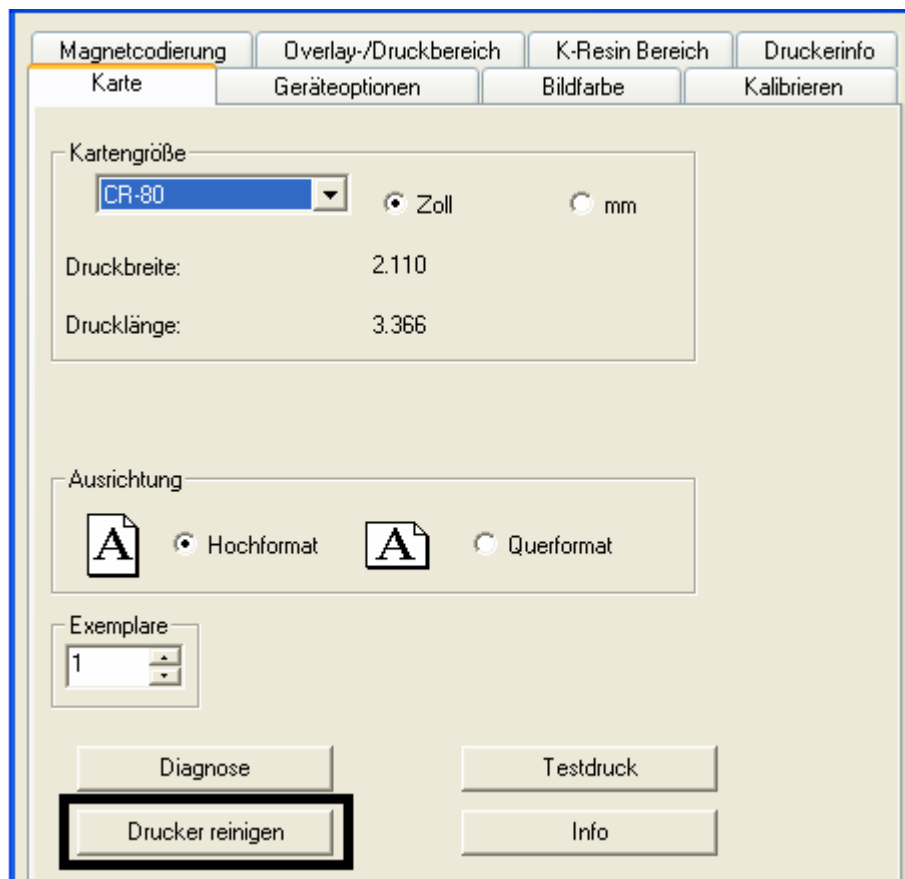 Magnetcodierung Overlay-/Druckbereich K-Resin Bereich Druckerinfo
Karte Geräteoptionen Bildfarbe Kalibrieren
Kartengröße
CR-80 Zoll mm
Druckbreite: 2.110
Drucklänge: 3.366
Ausrichtung
A Hochformat A Querformat
Exemplare
1
Diagnose Testdruck
Drucker reinigen Info